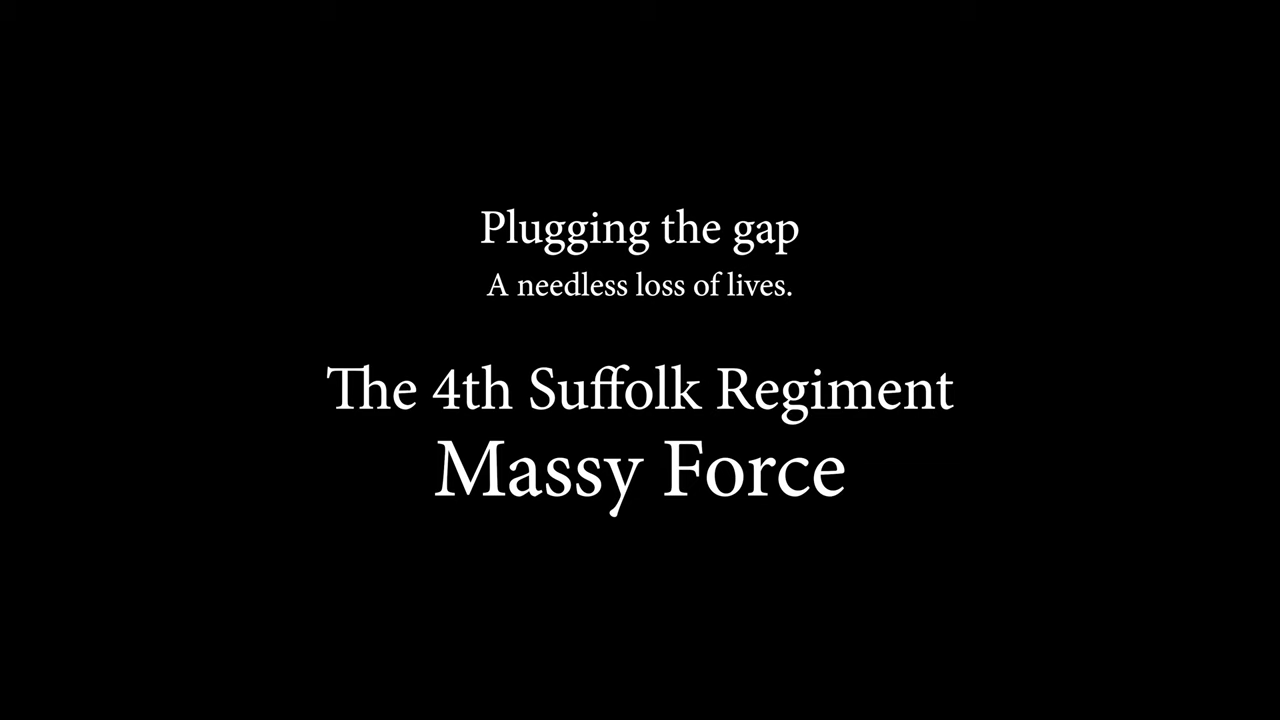 Plugging the gap
A needless loss of lives.
The 4th Suffolk Regiment
Massy Force